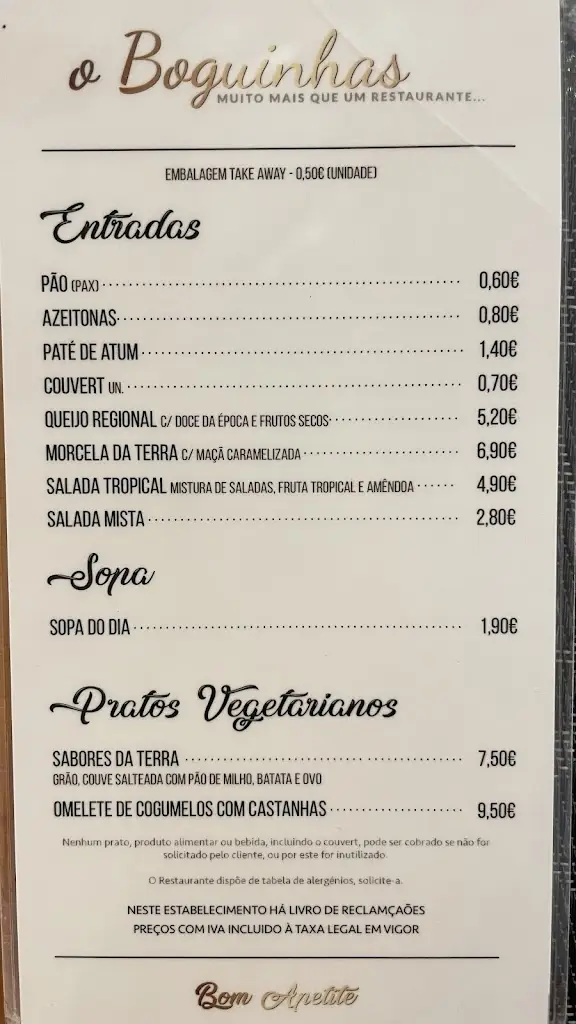 o Boguinhas
MUITO MAIS QUE UM RESTAURANTE...
EMBALAGEM TAKE AWAY - 0,50€ (UNIDADE)
Entradas
PÃO (PAX) 0,60€
AZEITONAS 0,80€
PATÉ DE ATUM 1,40€
COUVERT UN. 0,70€
QUEIJO REGIONAL C/ DOCE DA ÉPOCA E FRUTOS SECOS 5,20€
MORCELA DA TERRA C/ MAÇÃ CARAMELIZADA 6,90€
SALADA TROPICAL MISTURA DE SALADAS, FRUTA TROPICAL E AMÊNDOA 4,90€
SALADA MISTA 2,80€
Sopa
SOPA DO DIA 1,90€
Pratos Vegetarianos
SABORES DA TERRA 7,50€
GRÃO, COUVE SALTEADA COM PÃO DE MILHO, BATATA E OVO
OMELETE DE COGUMELOS COM CASTANHAS 9,50€
Nenhum prato, produto alimentar ou bebida, incluindo o couvert, pode ser cobrado se não for
solicitado pelo cliente, ou por este for inutilizado.
O Restaurante dispõe de tabela de alergénios, solicite-a.
NESTE ESTABELECIMENTO HÁ LIVRO DE RECLAMÇAÕES
PREÇOS COM IVA INCLUIDO À TAXA LEGAL EM VIGOR
Bom Apetite